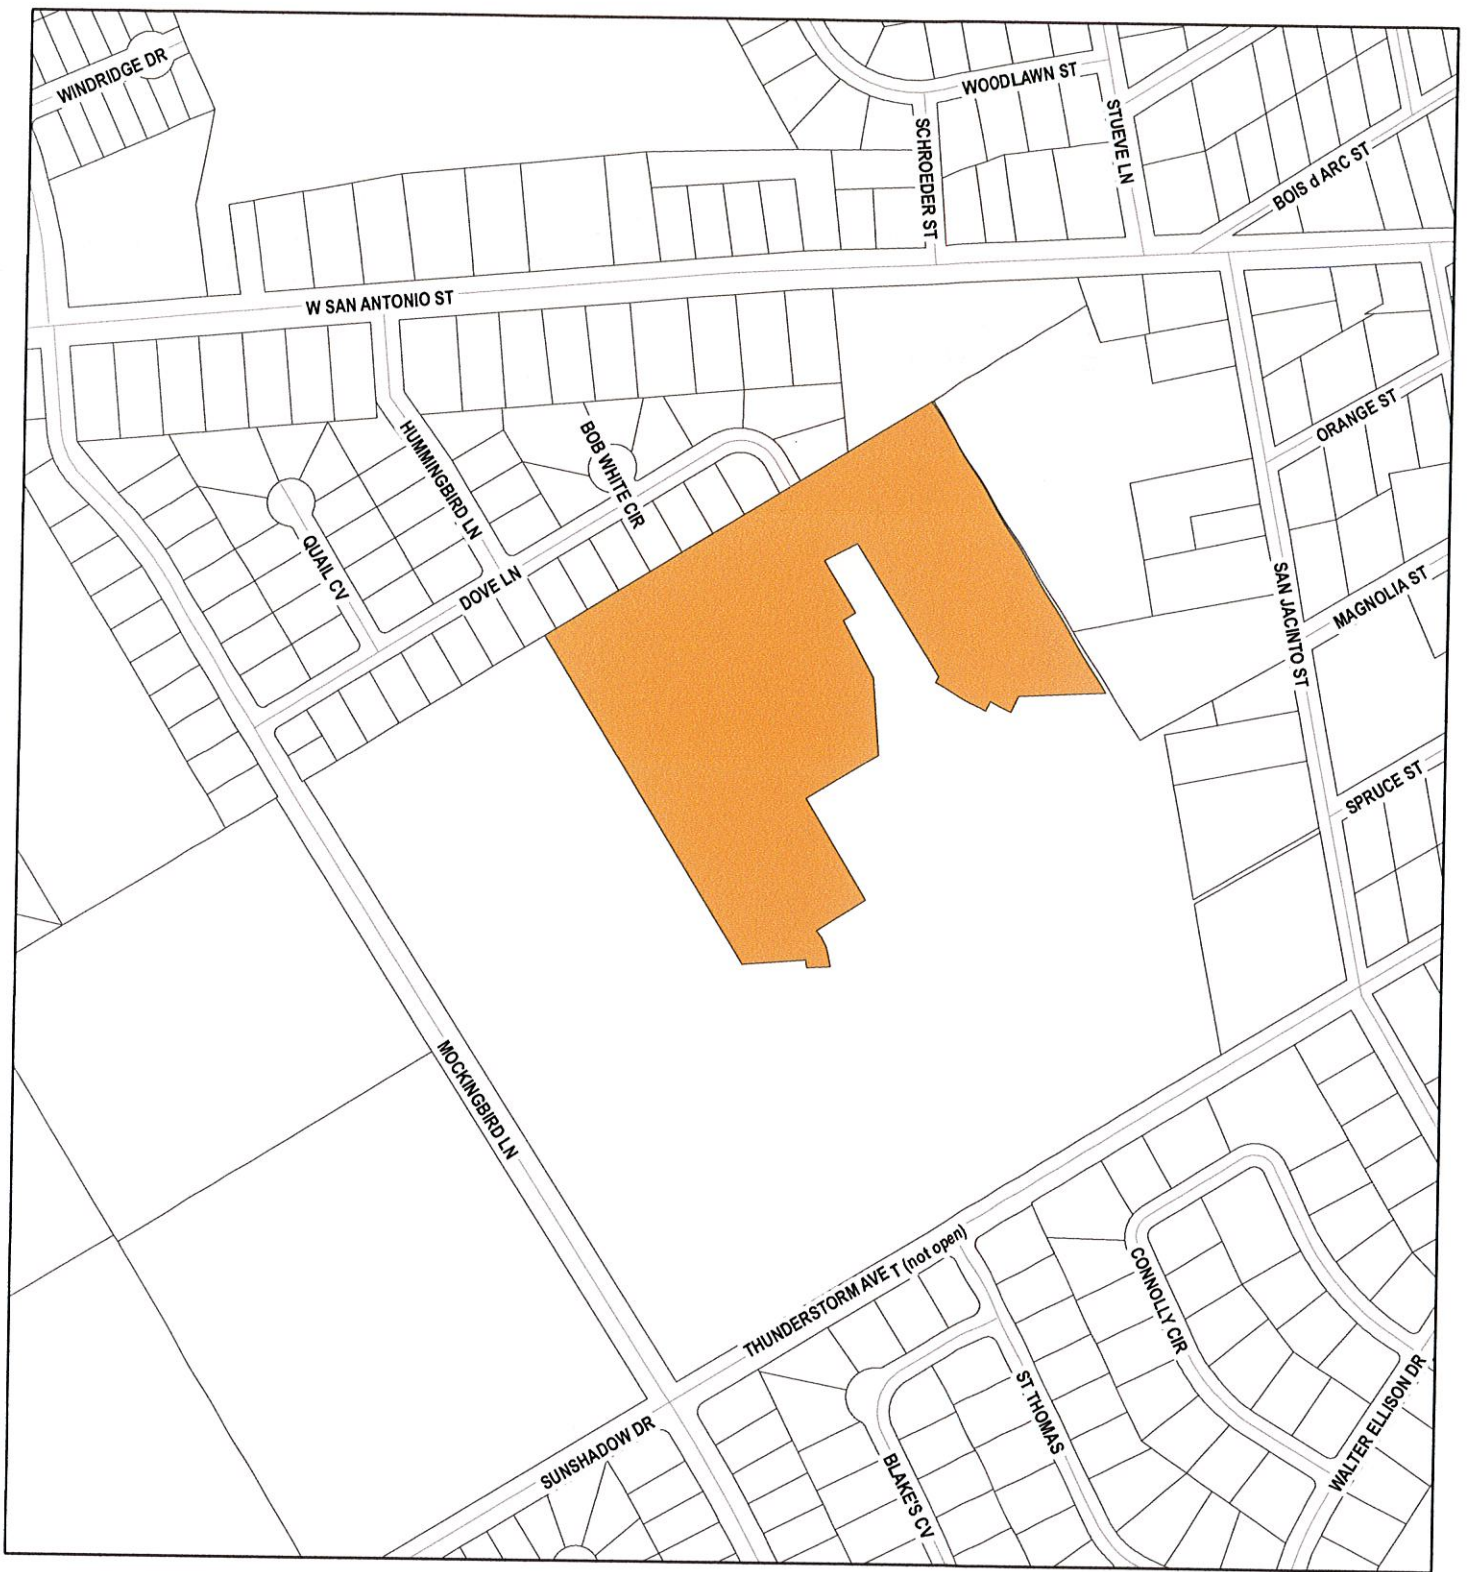 WINDRIDGE DR
WOODLAWN ST
SCHROEDER ST
STUEVE LN
BOIS d ARC ST
W SAN ANTONIO ST
HUMMINGBIRD LN
BOB WHITE CIR
ORANGE ST
QUAIL CV
DOVE LN
SAN JACINTO ST
MAGNOLIA ST
SPRUCE ST
MOCKINGBIRD LN
THUNDERSTORM AVE T (not open)
CONNOLLY CIR
SUNSHADOW DR
ST THOMAS
WALTER ELLISON DR
BLAKE'S CV